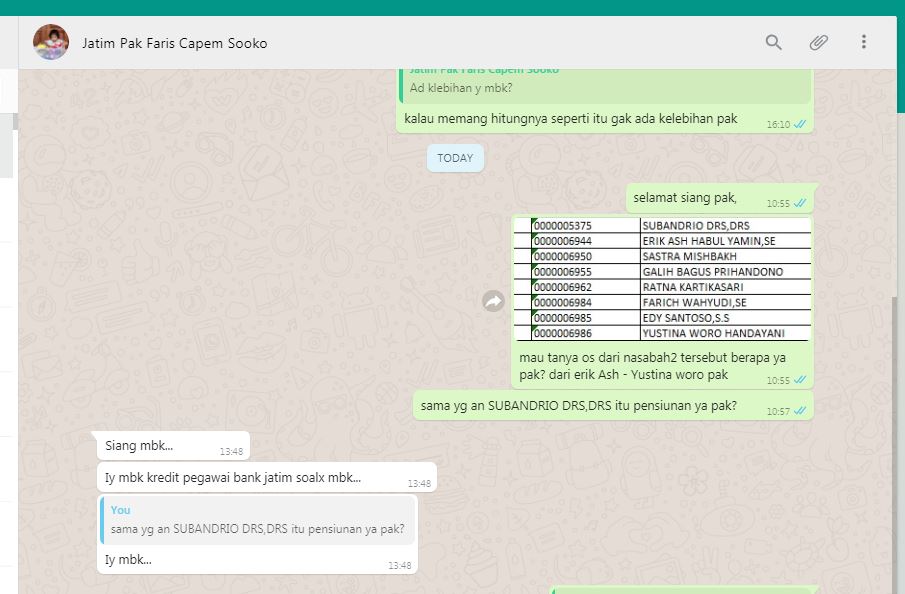 Jatim Pak Faris Capem Sooko
Jatim Pak Faris Capem Sooko
Ad klebihan y mbk?
kalau memang hitungnya seperti itu gak ada kelebihan pak
16:10
TODAY
selamat siang pak,
10:55
0000005375 SUBANDRIO DRS,DRS
0000006944 ERIK ASH HABUL YAMIN,SE
0000006950 SASTRA MISHBAKH
0000006955 GALIH BAGUS PRIHANDONO
0000006962 RATNA KARTIKASARI
0000006984 FARICH WAHYUDI,SE
0000006985 EDY SANTOSO,S.S
0000006986 YUSTINA WORO HANDAYANI
mau tanya os dari nasabah2 tersebut berapa ya
pak? dari erik Ash - Yustina woro pak
10:55
sama yg an SUBANDRIO DRS,DRS itu pensiunan ya pak?
10:57
Siang mbk...
13:48
Iy mbk kredit pegawai bank jatim soalx mbk...
13:48
You
sama yg an SUBANDRIO DRS,DRS itu pensiunan ya pak?
Iy mbk...
13:48